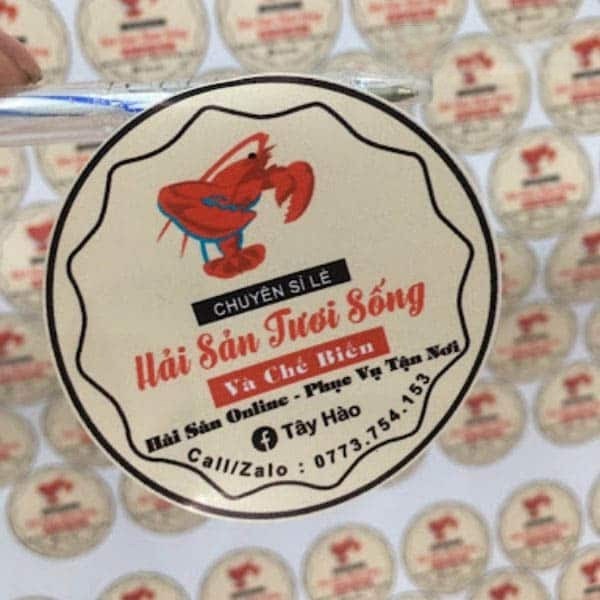 CHUYÊN SỈ LẺ
Hải Sản Tươi Sống
Và Chế Biến
Hải Sản Online - Phục Vụ Tận Nơi
Tây Hào
Call/Zalo : 0773.754.153